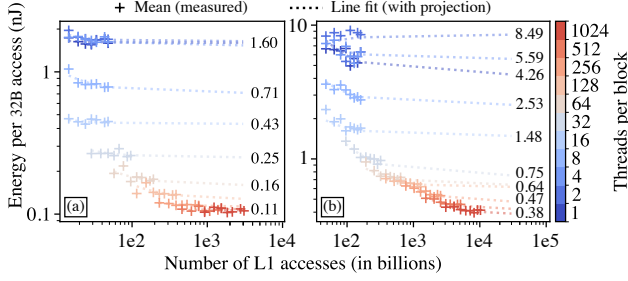 Mean (measured)
Line fit (with projection)
Energy per 32B access (nJ)
1
0.1
1.60
0.71
0.43
0.25
0.16
0.11
(a)
1e2
1e3
1e4
10
1
8.49
5.59
4.26
2.53
1.48
0.75
0.64
0.47
0.38
(b)
1e2
1e3
1e4
1e5
Number of L1 accesses (in billions)
1024
512
256
128
64
32
16
8
4
2
1
Threads per block